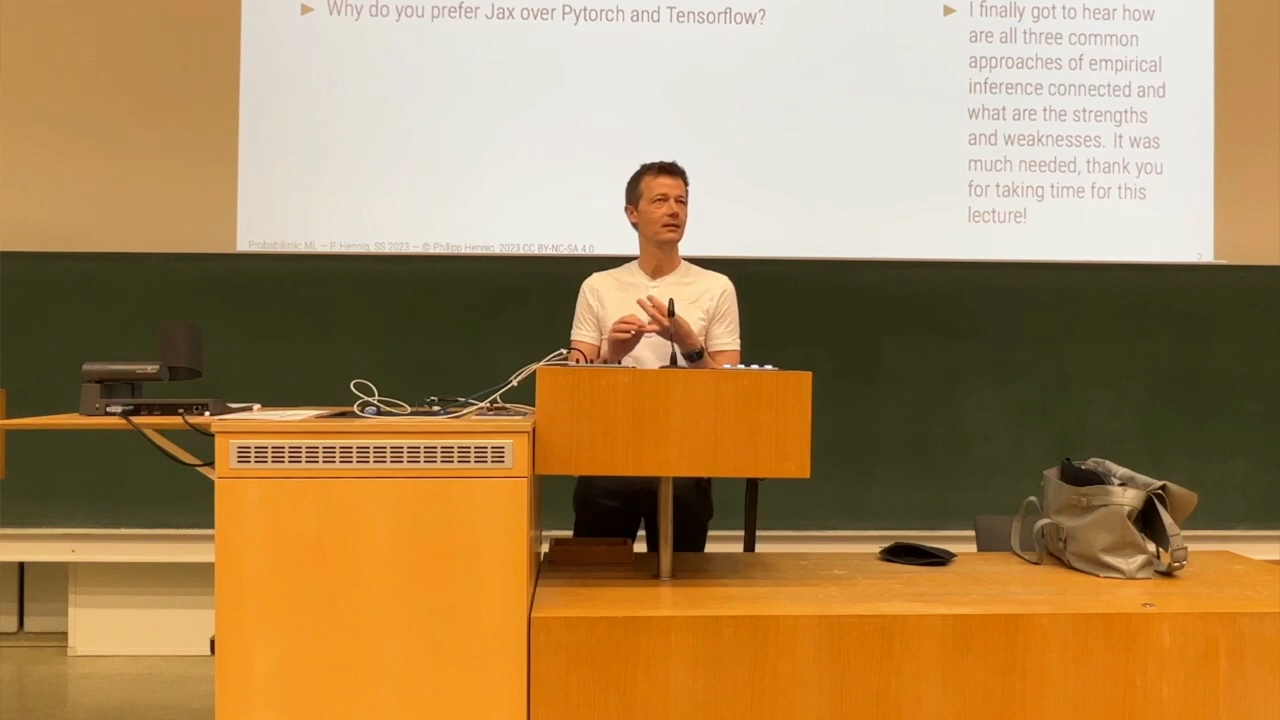 Why do you prefer Jax over Pytorch and Tensorflow?
I finally got to hear how
are all three common
approaches of empirical
inference connected and
what are the strengths
and weaknesses. It was
much needed, thank you
for taking time for this
lecture!
Probabilistic ML — P. Hennig, SS 2023 — © Philipp Hennig, 2023 CC BY-NC-SA 4.0
2